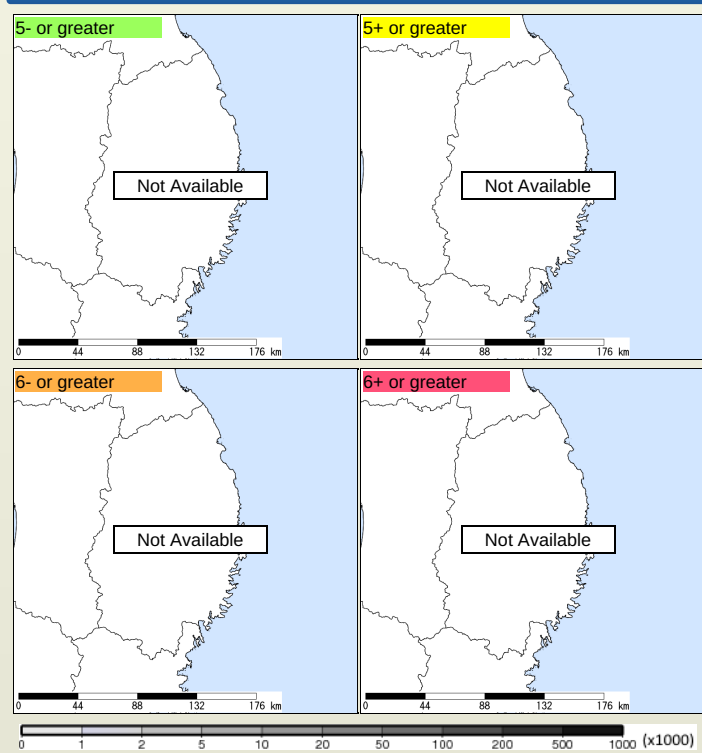 5- or greater
5+ or greater
Not Available
Not Available
0 44 88 132 176 km
0 44 88 132 176 km
6- or greater
6+ or greater
Not Available
Not Available
0 44 88 132 176 km
0 44 88 132 176 km
0 1 2 5 10 20 50 100 200 500 1000 (x1000)